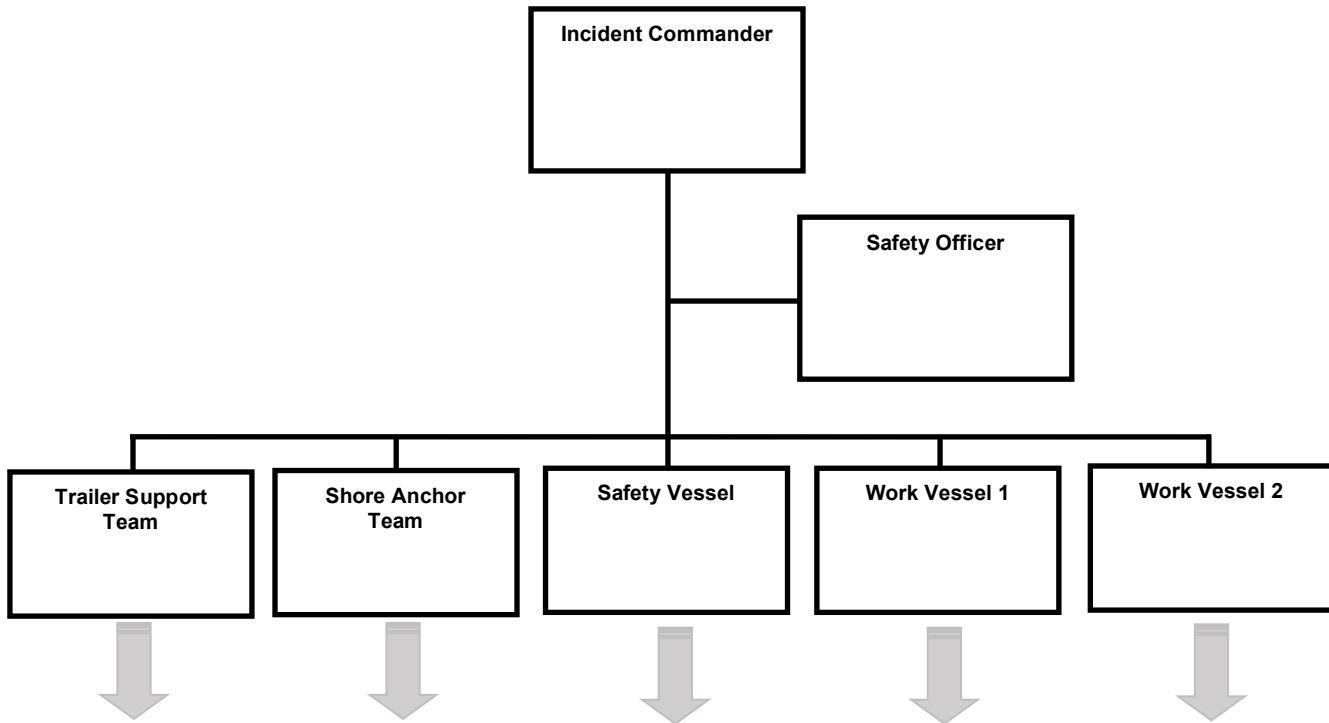 Incident Commander
Safety Officer
Trailer Support
Team
Shore Anchor
Team
Safety Vessel
Work Vessel 1
Work Vessel 2